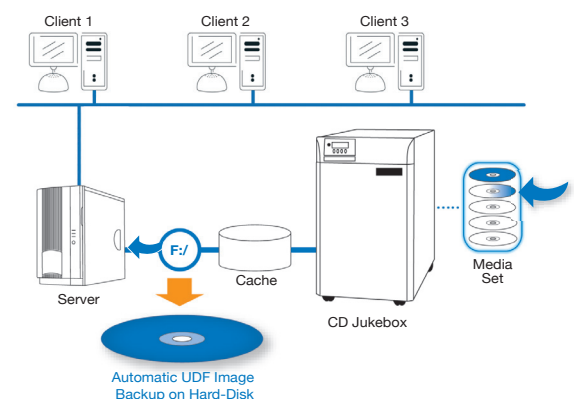 Client 1
Client 2
Client 3
F:/
Cache
Server
Media
Set
CD Jukebox
Automatic UDF Image
Backup on Hard-Disk